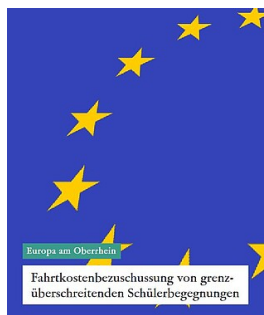 Europa am Oberrhein
Fahrtkostenbezuschussung von grenz-
überschreitenden Schülerbegegnungen